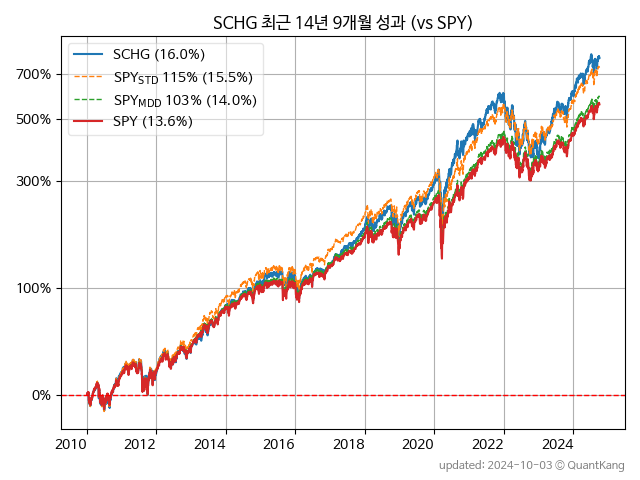 SCHG 최근 14년 9개월 성과 (vs SPY)
SCHG (16.0%)
SPY_STD 115% (15.5%)
SPY_MDD 103% (14.0%)
SPY (13.6%)
700%
500%
300%
100%
0%
2010 2012 2014 2016 2018 2020 2022 2024
updated: 2024-10-03 © QuantKang